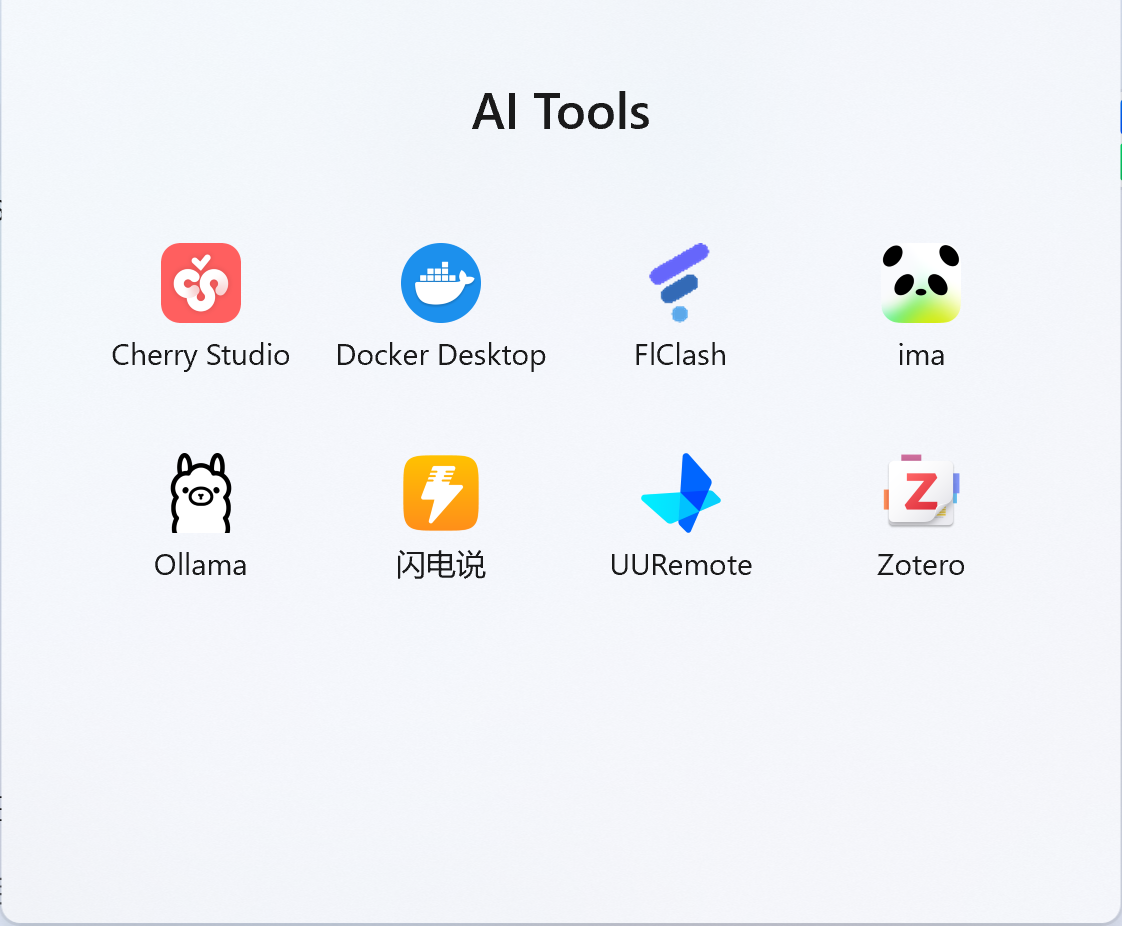 AI Tools
Cherry Studio
Docker Desktop
FlClash
ima
Ollama
闪电说
UURemote
Zotero